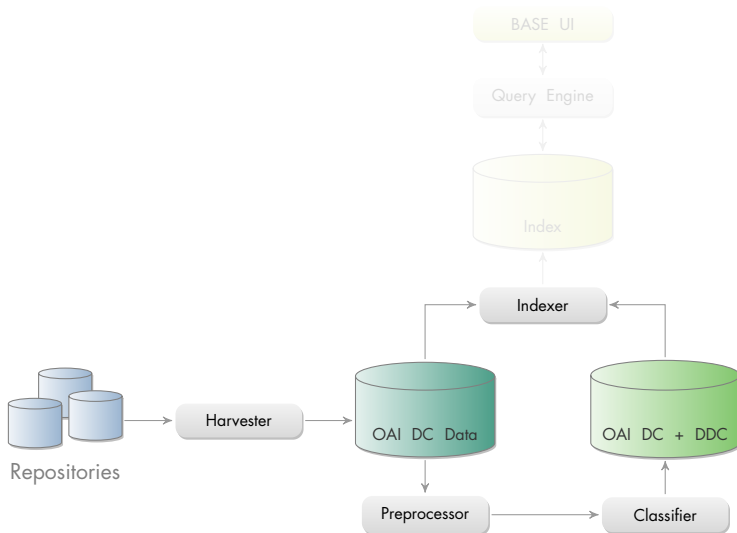 BASE UI
Query Engine
Index
Indexer
Harvester
OAI DC Data
OAI DC + DDC
Repositories
Preprocessor
Classifier